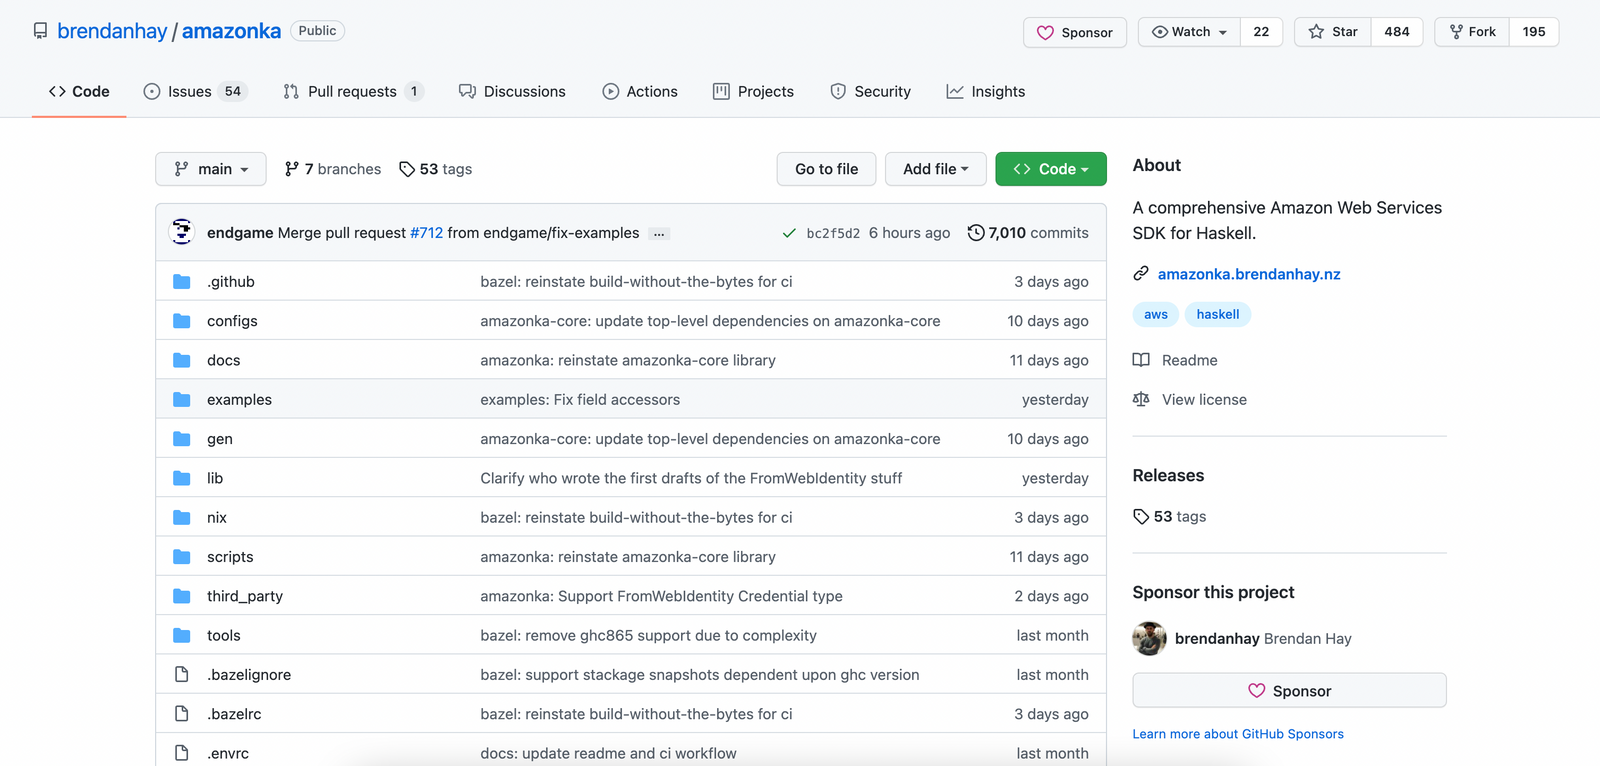 brendanhay / amazonka Public Sponsor Watch 22 Star 484 Fork 195
Code Issues 54 Pull requests 1 Discussions Actions Projects Security Insights
main 7 branches 53 tags Go to file Add file Code
endgame Merge pull request #712 from endgame/fix-examples ... bc2f5d2 6 hours ago 7,010 commits
.github bazel: reinstate build-without-the-bytes for ci 3 days ago
configs amazonka-core: update top-level dependencies on amazonka-core 10 days ago
docs amazonka: reinstate amazonka-core library 11 days ago
examples examples: Fix field accessors yesterday
gen amazonka-core: update top-level dependencies on amazonka-core 10 days ago
lib Clarify who wrote the first drafts of the FromWebIdentity stuff yesterday
nix bazel: reinstate build-without-the-bytes for ci 3 days ago
scripts amazonka: reinstate amazonka-core library 11 days ago
third_party amazonka: Support FromWebIdentity Credential type 2 days ago
tools bazel: remove ghc865 support due to complexity last month
.bazelignore bazel: support stackage snapshots dependent upon ghc version last month
.bazelrc bazel: reinstate build-without-the-bytes for ci 3 days ago
.envrc docs: update readme and ci workflow last month
About
A comprehensive Amazon Web Services
SDK for Haskell.
amazonka.brendanhay.nz
aws haskell
Readme
View license
Releases
53 tags
Sponsor this project
brendanhay Brendan Hay
Sponsor
Learn more about GitHub Sponsors